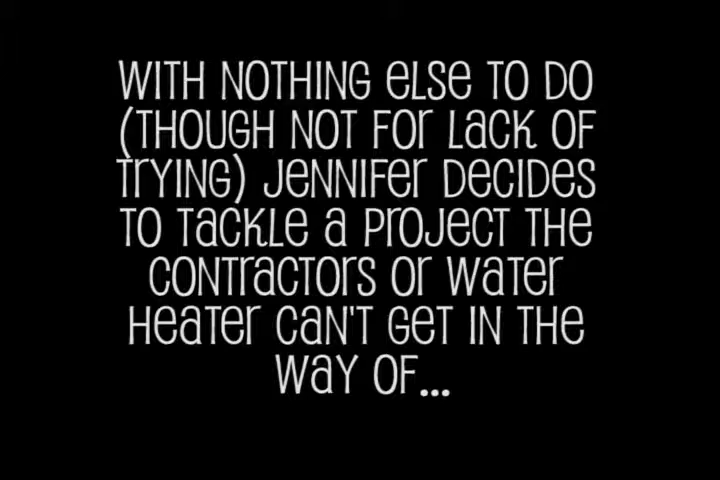 WITH NOTHING eLSe TO DO
(THOUGH NOT FOr Lack OF
TrYING) JeNNIFer DecIDes
TO Tackle a ProJecT THe
conTracTors or waTer
HeaTer can'T GeT IN THe
way OF...